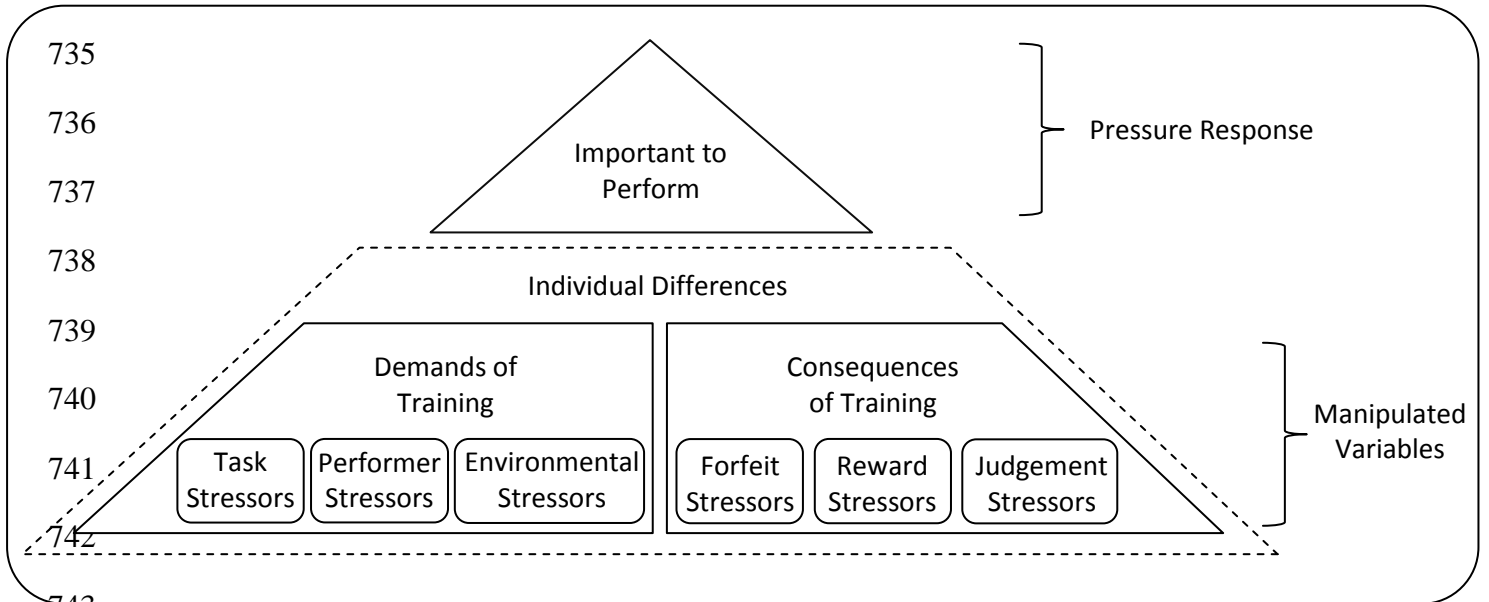 735
736
Pressure Response
Important to
737
Perform
738
Individual Differences
739
Demands of
Training
Consequences
of Training
740
Manipulated
Variables
741
Task
Stressors
Performer
Stressors
Environmental
Stressors
Forfeit
Stressors
Reward
Stressors
Judgement
Stressors
742
743